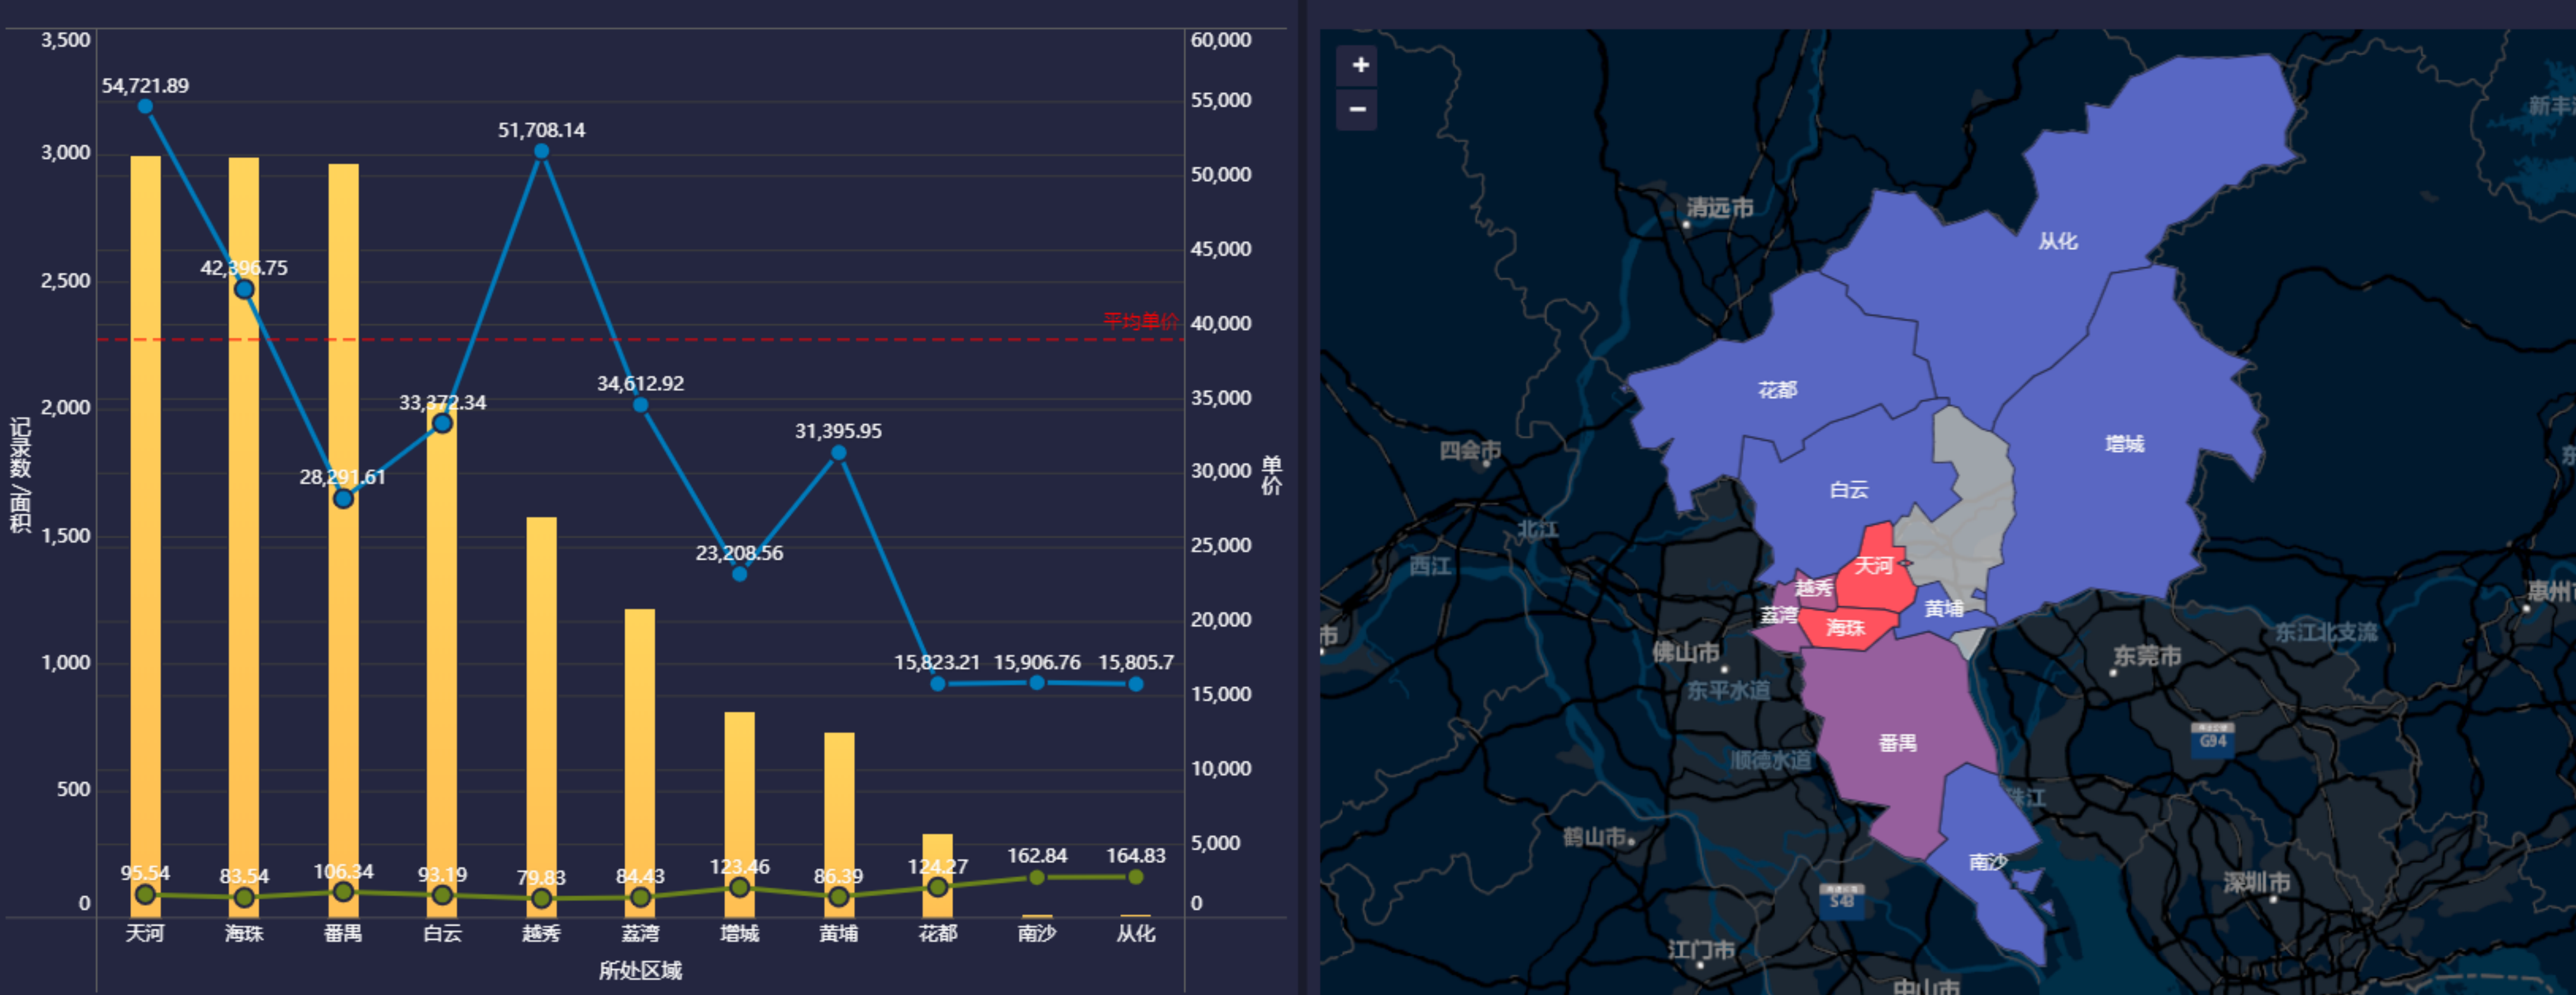 3,500
3,000
2,500
2,000
1,500
1,000
500
0
记录数/面积
60,000
55,000
50,000
45,000
40,000
35,000
30,000
25,000
20,000
15,000
10,000
5,000
0
单价
平均单价
54,721.89
42,396.75
28,291.61
33,372.34
51,708.14
34,612.92
23,208.56
31,395.95
15,823.21
15,906.76
15,805.7
95.54
83.54
106.34
93.19
79.83
84.43
123.46
86.39
124.27
162.84
164.83
天河 海珠 番禺 白云 越秀 荔湾 增城 黄埔 花都 南沙 从化
所处区域
+
−
新丰
清远市
从化
花都
四会市
增城
白云
北江
西江
天河
越秀
荔湾
海珠
黄埔
惠州
市
东江北支流
佛山市
东莞市
东平水道
番禺
顺德水道
G94
珠江
鹤山市
南沙
深圳市
S43
江门市
中山市